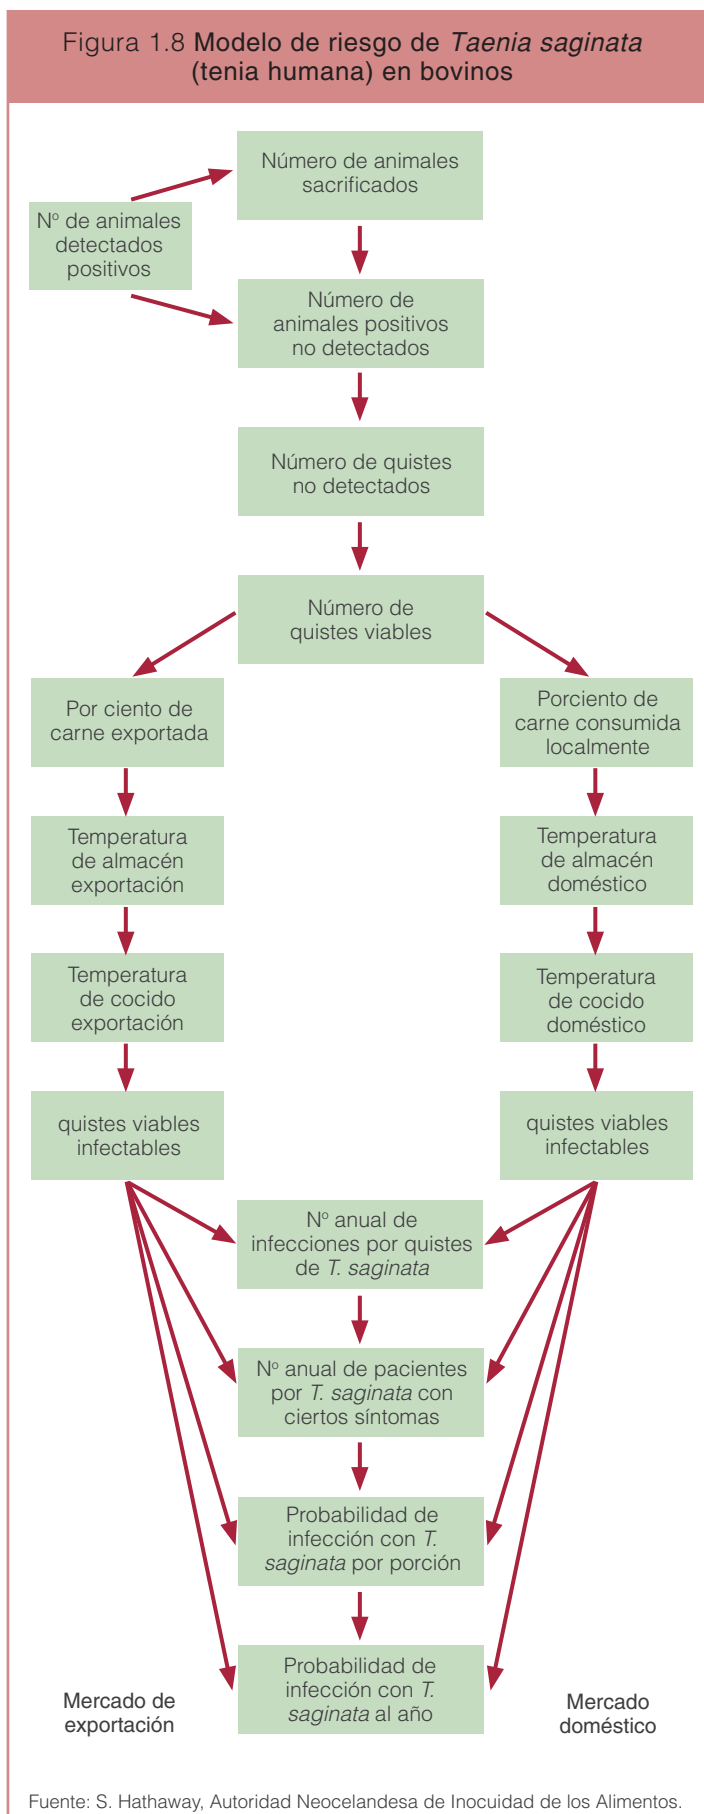 Figura 1.8 Modelo de riesgo de Taenia saginata
(tenia humana) en bovinos
Número de animales
sacrificados
Nº de animales
detectados
positivos
Número de
animales positivos
no detectados
Número de quistes
no detectados
Número de
quistes viables
Por ciento de
carne exportada
Porciento de
carne consumida
localmente
Temperatura
de almacén
exportación
Temperatura
de almacén
doméstico
Temperatura
de cocido
exportación
Temperatura
de cocido
doméstico
quistes viables
infectables
quistes viables
infectables
Nº anual de
infecciones por quistes
de T. saginata
Nº anual de pacientes
por T. saginata con
ciertos síntomas
Probabilidad de
infección con T.
saginata por porción
Probabilidad de
infección con T.
saginata al año
Mercado de
exportación
Mercado
doméstico
Fuente: S. Hathaway, Autoridad Neocelandesa de Inocuidad de los Alimentos.